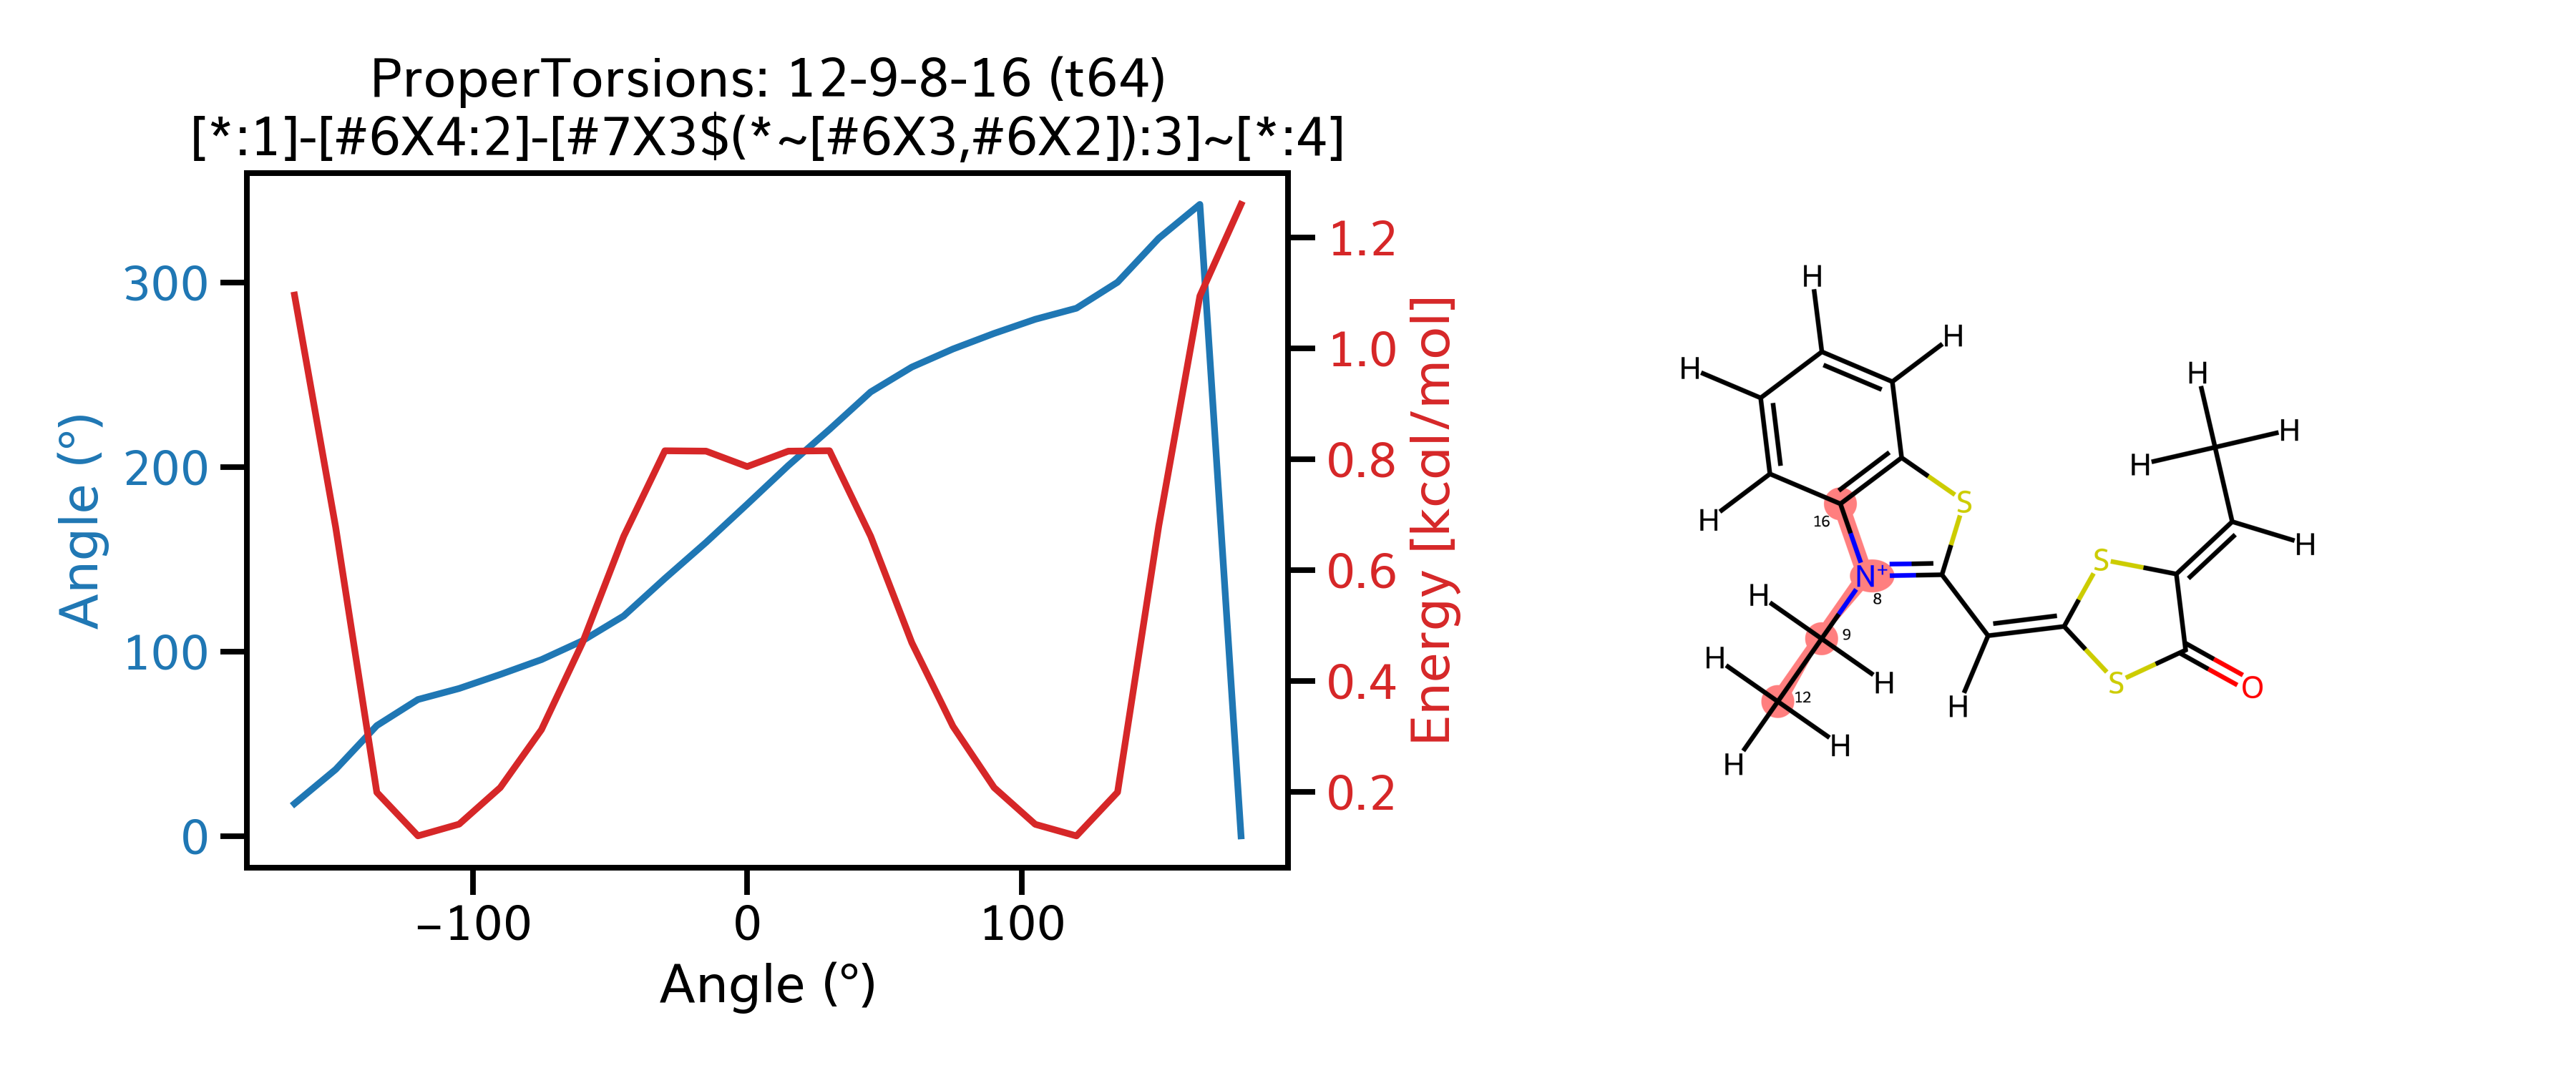 ProperTorsions: 12-9-8-16 (t64)
[*:1]-[#6X4:2]-[#7X3$(*~[#6X3,#6X2]):3]~[*:4]
Angle (°)
300
200
100
0
−100
0
100
Angle (°)
1.2
1.0
0.8
0.6
0.4
0.2
Energy [kcal/mol]
H
H
H
H
H
H
S
H
16
S
H
N+
8
H
9
H
H
S
O
12
H
H
H